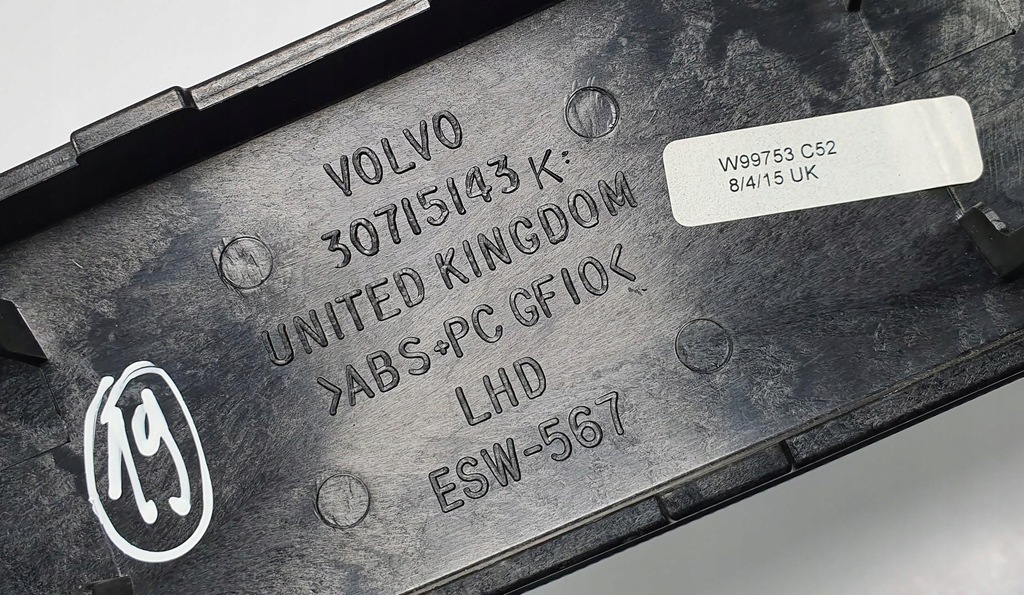 VOLVO
30715143 K:
UNITED KINGDOM
>ABS+PC GF10<
LHD
ESW-567
W99753 C52
8/4/15 UK
19